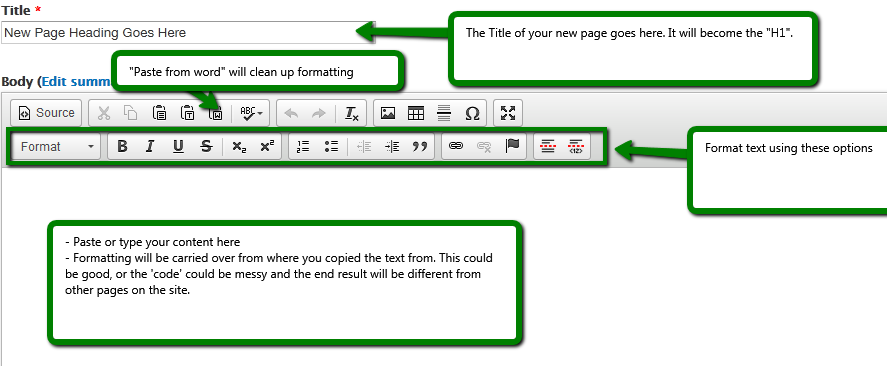 Title *
New Page Heading Goes Here
The Title of your new page goes here. It will become the "H1".
"Paste from word" will clean up formatting
Body (Edit summ
Source
Format
Format text using these options
- Paste or type your content here
- Formatting will be carried over from where you copied the text from. This could
be good, or the 'code' could be messy and the end result will be different from
other pages on the site.